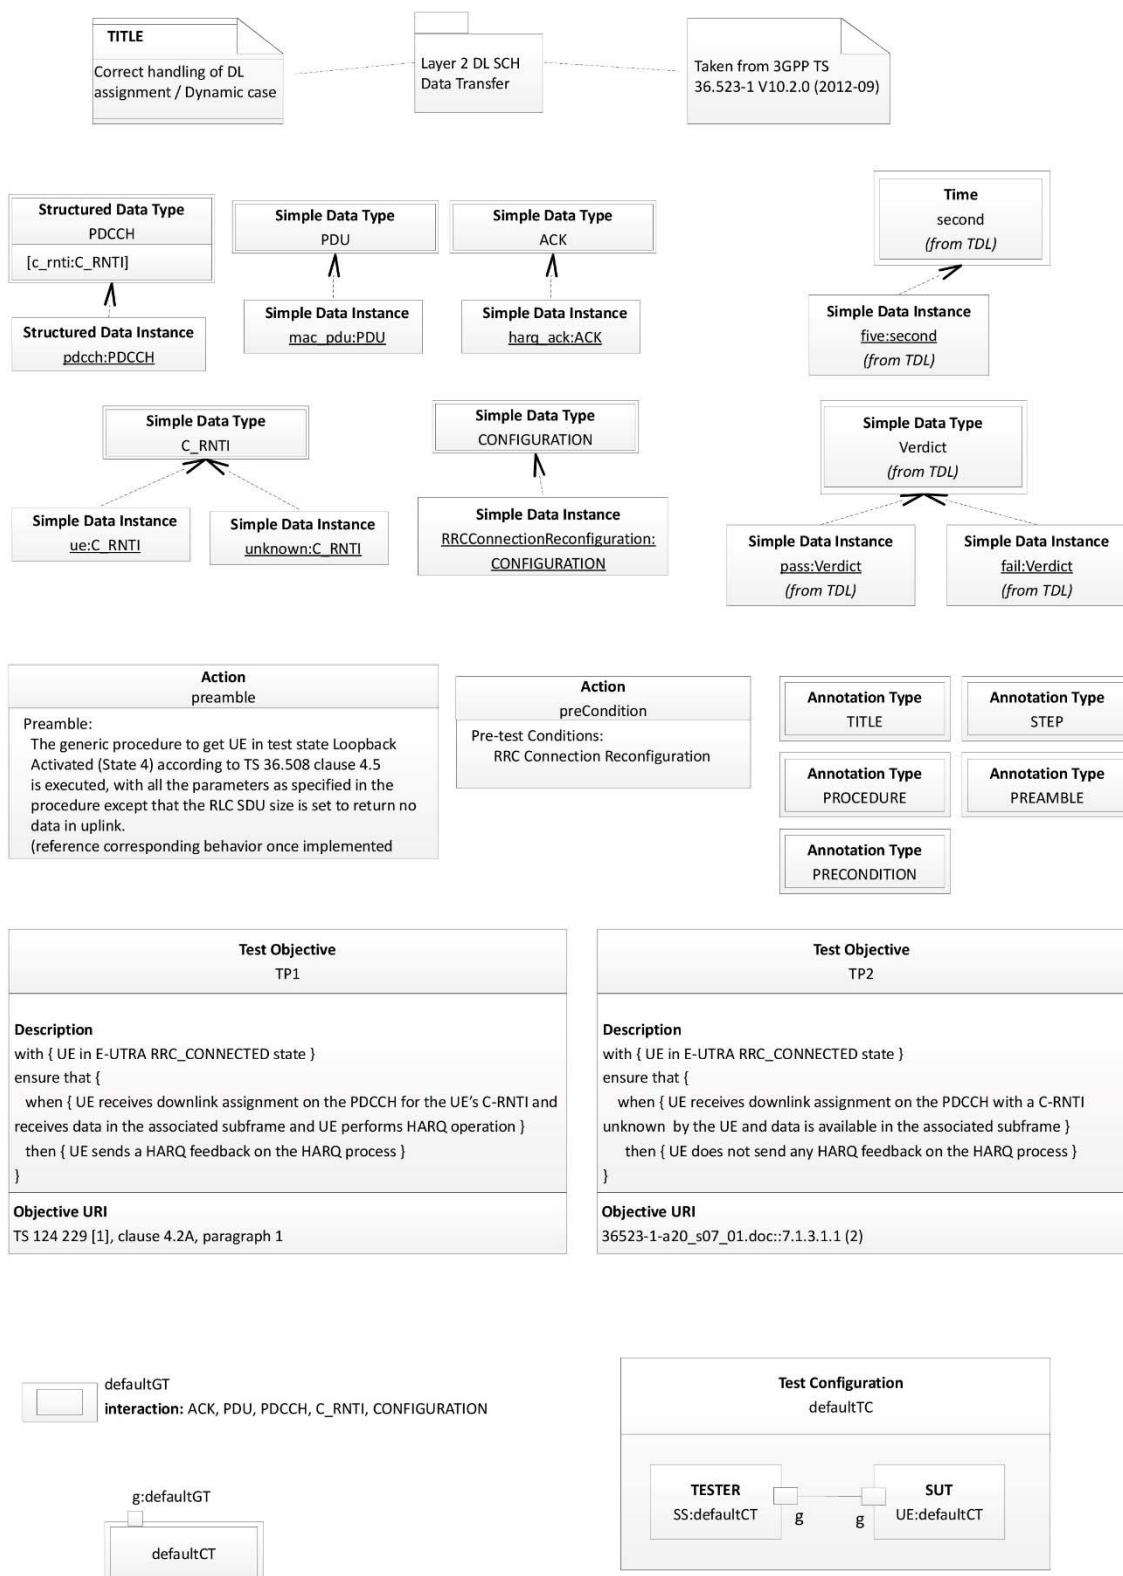 TITLE
Correct handling of DL
assignment / Dynamic case
Layer 2 DL SCH
Data Transfer
Taken from 3GPP TS
36.523-1 V10.2.0 (2012-09)
Structured Data Type
PDCCH
[c_rnti:C_RNTI]
Structured Data Instance
pdcch:PDCCH
Simple Data Type
PDU
Simple Data Instance
mac_pdu:PDU
Simple Data Type
ACK
Simple Data Instance
harq_ack:ACK
Time
second
(from TDL)
Simple Data Instance
five:second
(from TDL)
Simple Data Type
C_RNTI
Simple Data Instance
ue:C_RNTI
Simple Data Instance
unknown:C_RNTI
Simple Data Type
CONFIGURATION
Simple Data Instance
RRCConnectionReconfiguration:
CONFIGURATION
Simple Data Type
Verdict
(from TDL)
Simple Data Instance
pass:Verdict
(from TDL)
Simple Data Instance
fail:Verdict
(from TDL)
Action
preamble
Preamble:
The generic procedure to get UE in test state Loopback
Activated (State 4) according to TS 36.508 clause 4.5
is executed, with all the parameters as specified in the
procedure except that the RLC SDU size is set to return no
data in uplink.
(reference corresponding behavior once implemented
Action
preCondition
Pre-test Conditions:
RRC Connection Reconfiguration
Annotation Type
TITLE
Annotation Type
STEP
Annotation Type
PROCEDURE
Annotation Type
PREAMBLE
Annotation Type
PRECONDITION
Test Objective
TP1
Description
with { UE in E-UTRA RRC_CONNECTED state }
ensure that {
when { UE receives downlink assignment on the PDCCH for the UE’s C-RNTI and
receives data in the associated subframe and UE performs HARQ operation }
then { UE sends a HARQ feedback on the HARQ process }
}
Objective URI
TS 124 229 [1], clause 4.2A, paragraph 1
Test Objective
TP2
Description
with { UE in E-UTRA RRC_CONNECTED state }
ensure that {
when { UE receives downlink assignment on the PDCCH with a C-RNTI
unknown by the UE and data is available in the associated subframe }
then { UE does not send any HARQ feedback on the HARQ process }
}
Objective URI
36523-1-a20_s07_01.doc::7.1.3.1.1 (2)
defaultGT
interaction: ACK, PDU, PDCCH, C_RNTI, CONFIGURATION
g:defaultGT
defaultCT
Test Configuration
defaultTC
TESTER
SS:defaultCT
g
g
SUT
UE:defaultCT